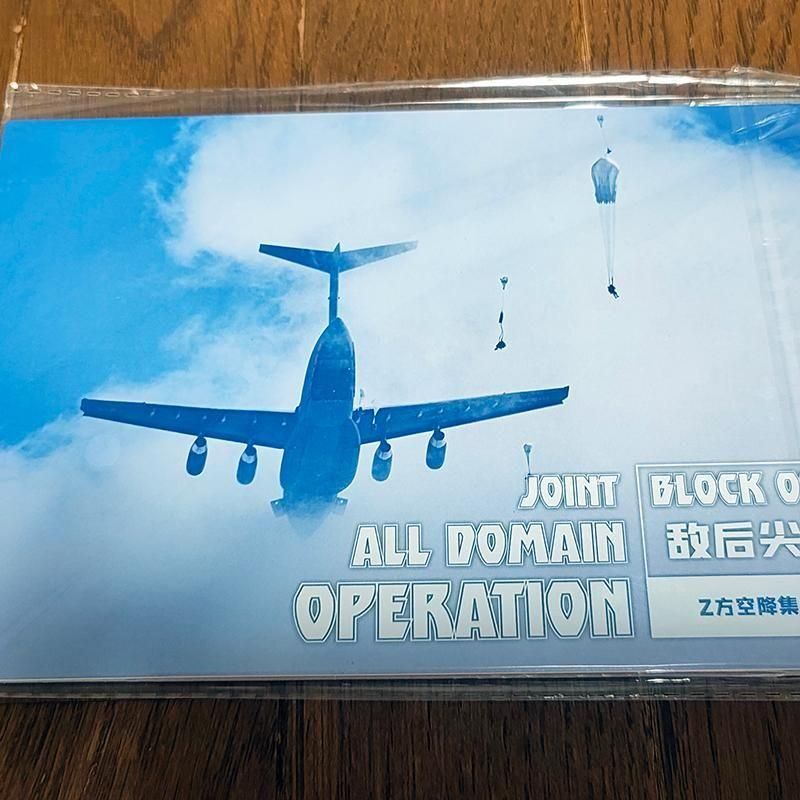 JOINT
ALL DOMAIN
OPERATION
BLOCK
敌后尖
Z方空降集